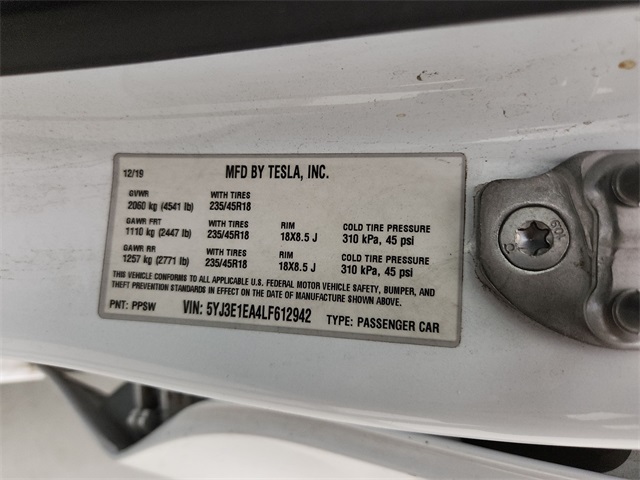 12/19 MFD BY TESLA, INC.
GVWR WITH TIRES
2060 kg (4541 lb) 235/45R18
GAWR FRT WITH TIRES RIM COLD TIRE PRESSURE
1110 kg (2447 lb) 235/45R18 18X8.5 J 310 kPa, 45 psi
GAWR RR WITH TIRES RIM COLD TIRE PRESSURE
1257 kg (2771 lb) 235/45R18 18X8.5 J 310 kPa, 45 psi
THIS VEHICLE CONFORMS TO ALL APPLICABLE U.S. FEDERAL MOTOR VEHICLE SAFETY, BUMPER, AND
THEFT PREVENTION STANDARDS IN EFFECT ON THE DATE OF MANUFACTURE SHOWN ABOVE.
PNT: PPSW VIN: 5YJ3E1EA4LF612942 TYPE: PASSENGER CAR